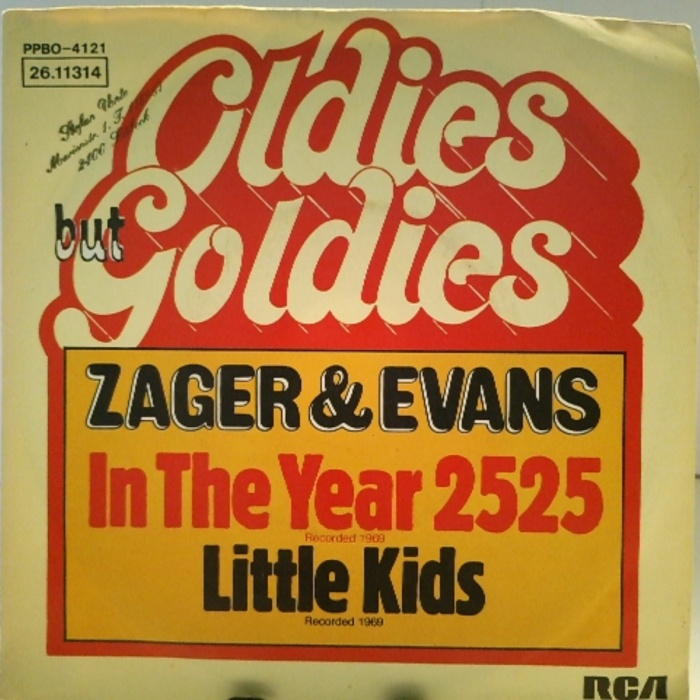 PPBO-4121
26.11314
Oldies
but
Goldies
ZAGER & EVANS
In The Year 2525
Recorded 1969
Little Kids
Recorded 1969
RCA